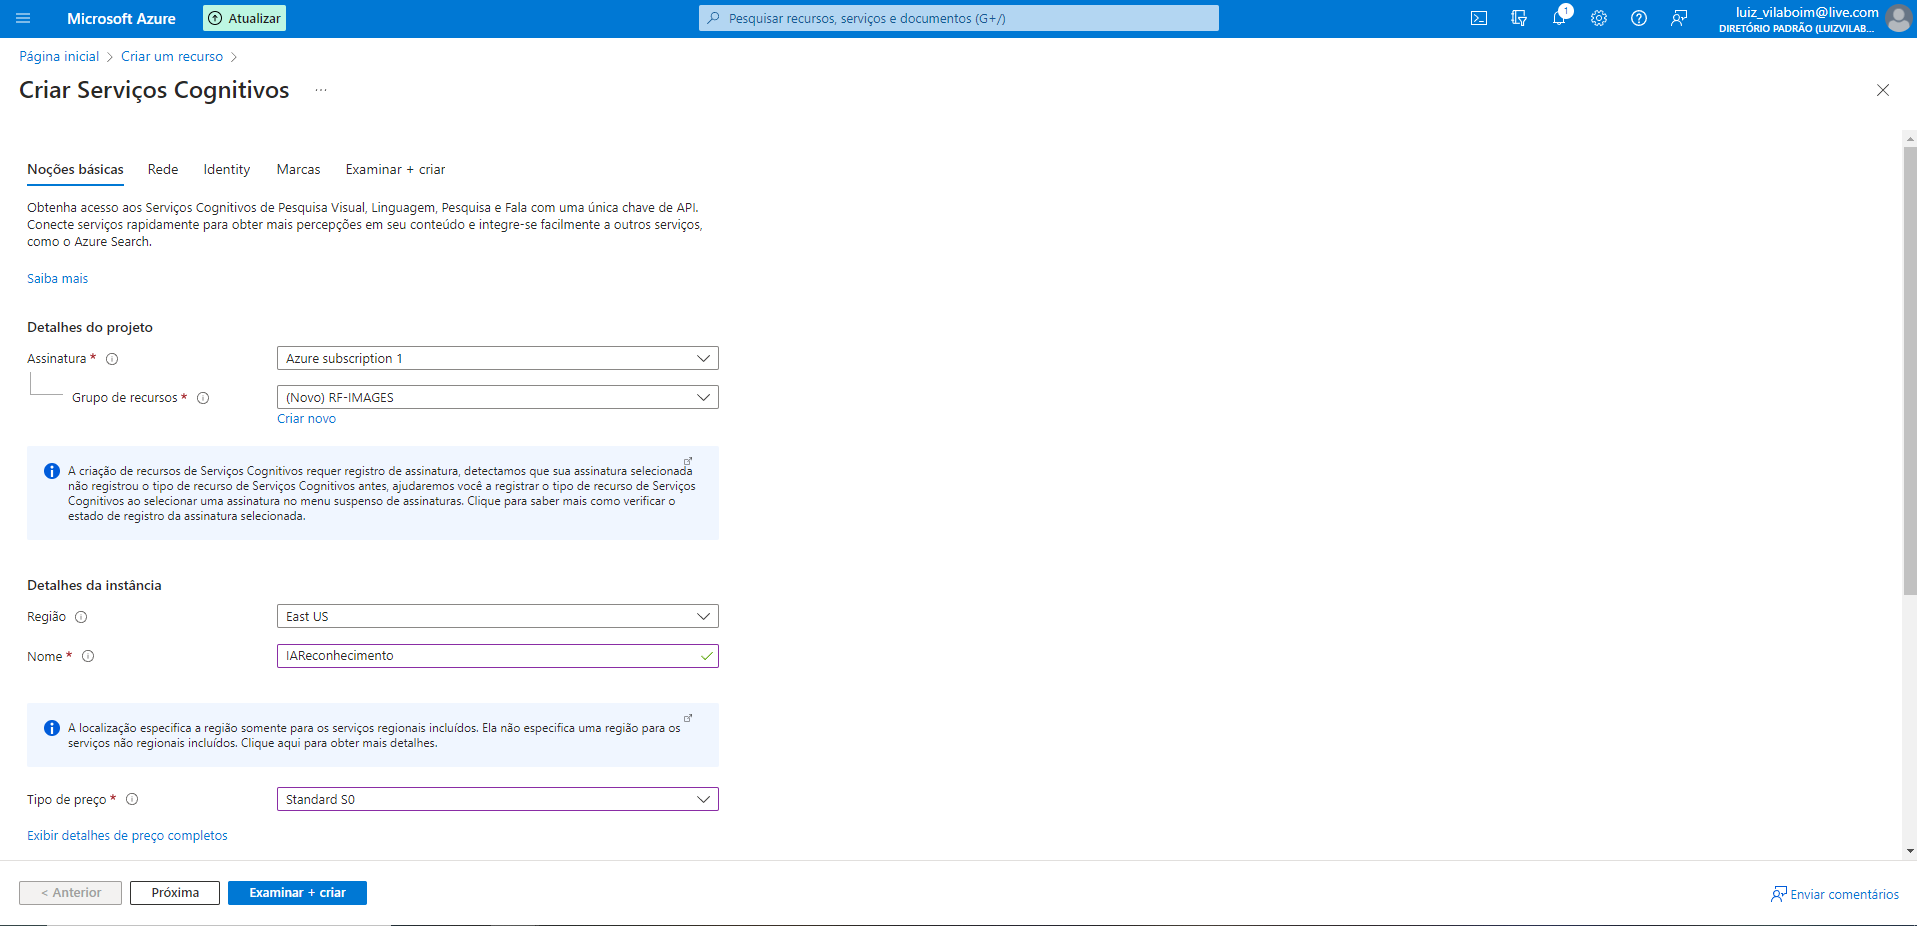 Microsoft Azure
Atualizar
Pesquisar recursos, serviços e documentos (G+/)
1
luiz_vilaboim@live.com
DIRETÓRIO PADRÃO (LUIZVILAB...
Página inicial > Criar um recurso >
Criar Serviços Cognitivos ...
Noções básicas Rede Identity Marcas Examinar + criar
Obtenha acesso aos Serviços Cognitivos de Pesquisa Visual, Linguagem, Pesquisa e Fala com uma única chave de API.
Conecte serviços rapidamente para obter mais percepções em seu conteúdo e integre-se facilmente a outros serviços,
como o Azure Search.
Saiba mais
Detalhes do projeto
Assinatura *
Azure subscription 1
Grupo de recursos *
(Novo) RF-IMAGES
Criar novo
A criação de recursos de Serviços Cognitivos requer registro de assinatura, detectamos que sua assinatura selecionada
não registrou o tipo de recurso de Serviços Cognitivos antes, ajudaremos você a registrar o tipo de recurso de Serviços
Cognitivos ao selecionar uma assinatura no menu suspenso de assinaturas. Clique para saber mais como verificar o
estado de registro da assinatura selecionada.
Detalhes da instância
Região
East US
Nome *
IAReconhecimento
A localização especifica a região somente para os serviços regionais incluídos. Ela não especifica uma região para os
serviços não regionais incluídos. Clique aqui para obter mais detalhes.
Tipo de preço *
Standard S0
Exibir detalhes de preço completos
< Anterior
Próxima
Examinar + criar
Enviar comentários